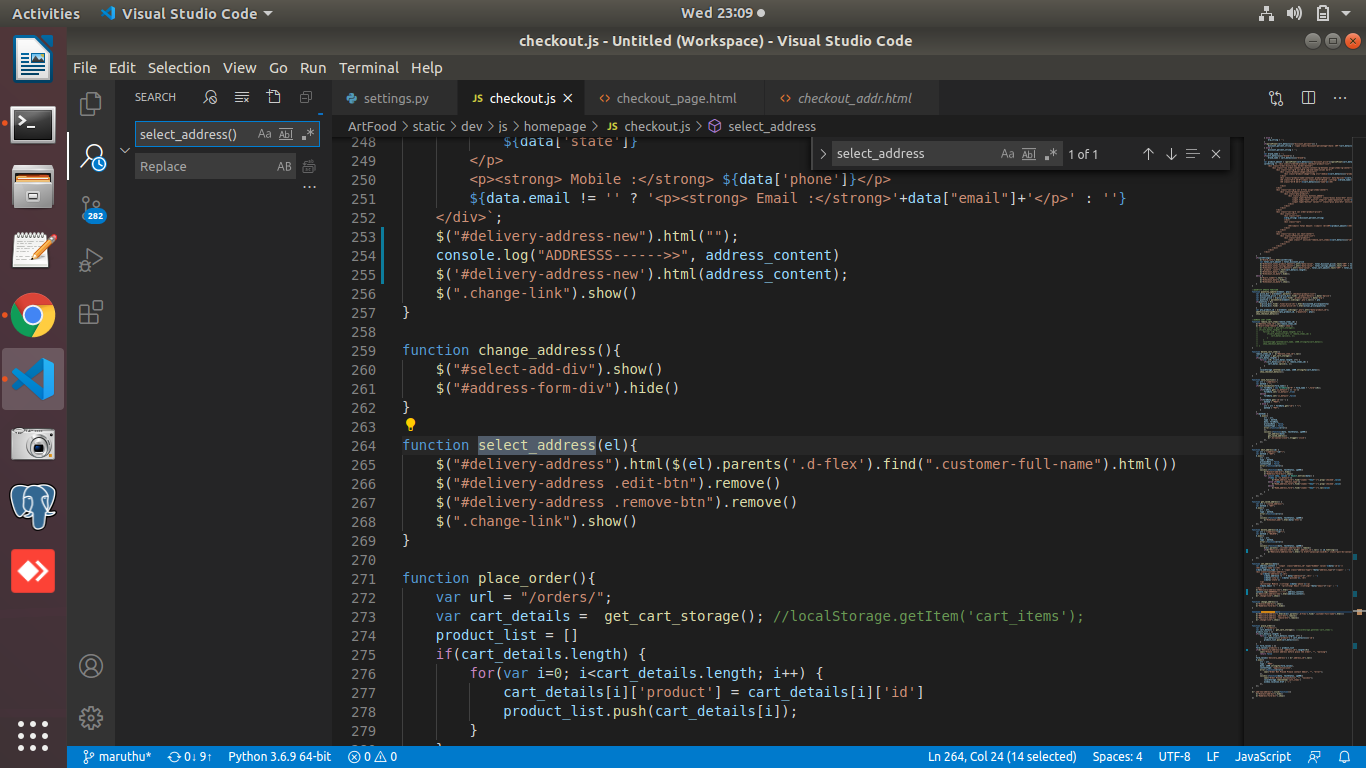 Activities Visual Studio Code Wed 23:09
checkout.js - Untitled (Workspace) - Visual Studio Code
File Edit Selection View Go Run Terminal Help
SEARCH
settings.py JS checkout.js checkout_page.html checkout_addr.html
ArtFood > static > dev > js > homepage > JS checkout.js > select_address
select_address() Aa Ab
Replace AB
282
select_address Aa Ab 1 of 1
248 ${data['state']}
249 </p>
250 <p><strong> Mobile :</strong> ${data['phone']}</p>
251 ${data.email != '' ? '<p><strong> Email :</strong>'+data["email"]+'</p>' : ''}
252 </div>`;
253 $("#delivery-address-new").html("");
254 console.log("ADDRESSS------>>", address_content)
255 $('#delivery-address-new').html(address_content);
256 $(".change-link").show()
257 }
258
259 function change_address(){
260 $("#select-add-div").show()
261 $("#address-form-div").hide()
262 }
263
264 function select_address(el){
265 $("#delivery-address").html($(el).parents('.d-flex').find(".customer-full-name").html())
266 $("#delivery-address .edit-btn").remove()
267 $("#delivery-address .remove-btn").remove()
268 $(".change-link").show()
269 }
270
271 function place_order(){
272 var url = "/orders/";
273 var cart_details =  get_cart_storage(); //localStorage.getItem('cart_items');
274 product_list = []
275 if(cart_details.length) {
276 for(var i=0; i<cart_details.length; i++) {
277 cart_details[i]['product'] = cart_details[i]['id']
278 product_list.push(cart_details[i]);
279 }
maruthu* 0↓ 9↑ Python 3.6.9 64-bit 0 0 Ln 264, Col 24 (14 selected) Spaces: 4 UTF-8 LF JavaScript